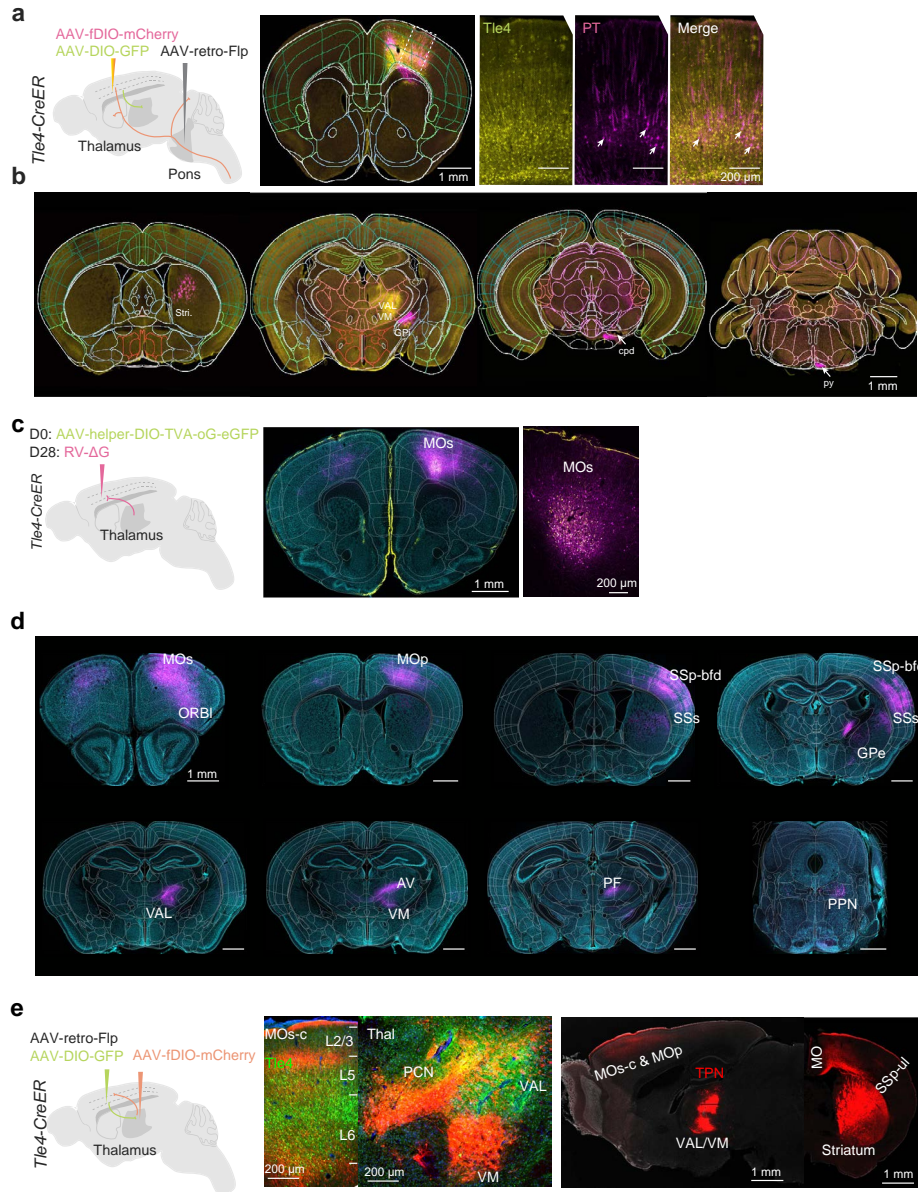 a
AAV-fDIO-mCherry
AAV-DIO-GFP
AAV-retro-Flp
Tle4-CreER
Thalamus
Pons
1 mm
Tle4
PT
Merge
200 µm
b
Stri.
VAL
VM
GPi
cpd
py
1 mm
c
D0: AAV-helper-DIO-TVA-oG-eGFP
D28: RV-ΔG
Tle4-CreER
Thalamus
MOs
1 mm
MOs
200 µm
d
MOs
ORBl
1 mm
MOp
SSp-bfd
SSs
SSp-bfd
SSs
GPe
VAL
AV
VM
PF
PPN
e
AAV-retro-Flp
AAV-DIO-GFP
AAV-fDIO-mCherry
Tle4-CreER
Thalamus
MOs-c
Tle4
L2/3
L5
L6
200 µm
Thal
PCN
VAL
VM
200 µm
MOs-c & MOp
TPN
VAL/VM
1 mm
MO
SSp-ul
Striatum
1 mm